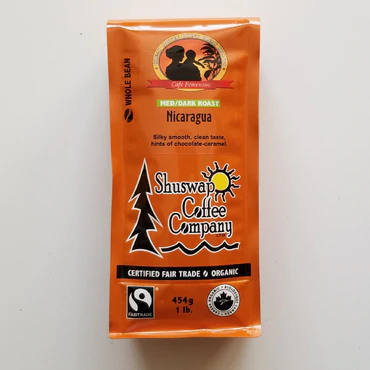 Café Femenino
WHOLE BEAN
MED/DARK ROAST
Nicaragua
Silky smooth, clean taste,
hints of chocolate-caramel.
Shuswap
Coffee
Company
CERTIFIED FAIR TRADE ORGANIC
FAIRTRADE
454g
1 lb.